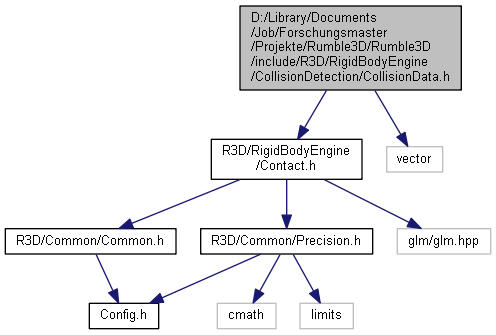 D:/Library/Documents
/Job/Forschungsmaster
/Projekte/Rumble3D/Rumble3D
/include/R3D/RigidBodyEngine
/CollisionDetection/CollisionData.h
R3D/RigidBodyEngine
/Contact.h
vector
R3D/Common/Common.h
R3D/Common/Precision.h
glm/glm.hpp
Config.h
cmath
limits